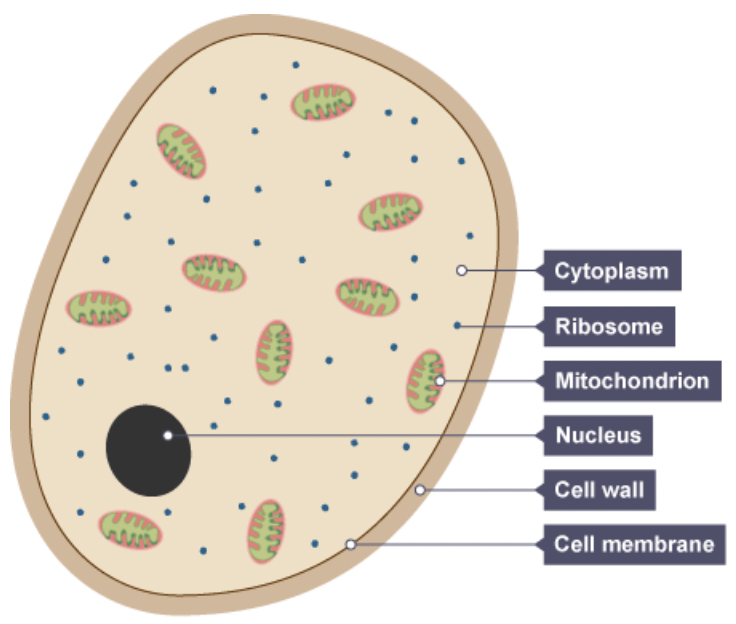 Cytoplasm
Ribosome
Mitochondrion
Nucleus
Cell wall
Cell membrane